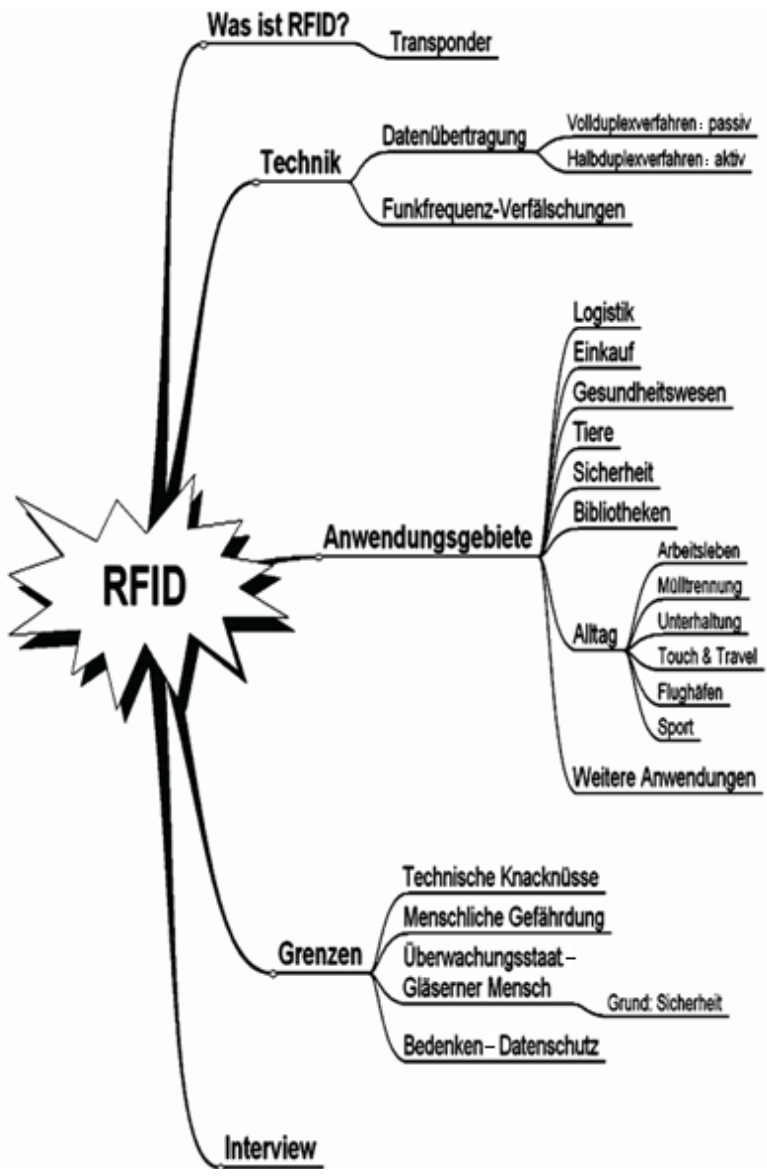 Was ist RFID?
Transponder
Technik
Datenübertragung
Vollduplexverfahren: passiv
Halbduplexverfahren: aktiv
Funkfrequenz-Verfälschungen
RFID
Anwendungsgebiete
Logistik
Einkauf
Gesundheitswesen
Tiere
Sicherheit
Bibliotheken
Alltag
Arbeitsleben
Mülltrennung
Unterhaltung
Touch & Travel
Flughäfen
Sport
Weitere Anwendungen
Grenzen
Technische Knacknüsse
Menschliche Gefährdung
Überwachungsstaat–
Gläserner Mensch
Grund: Sicherheit
Bedenken– Datenschutz
Interview